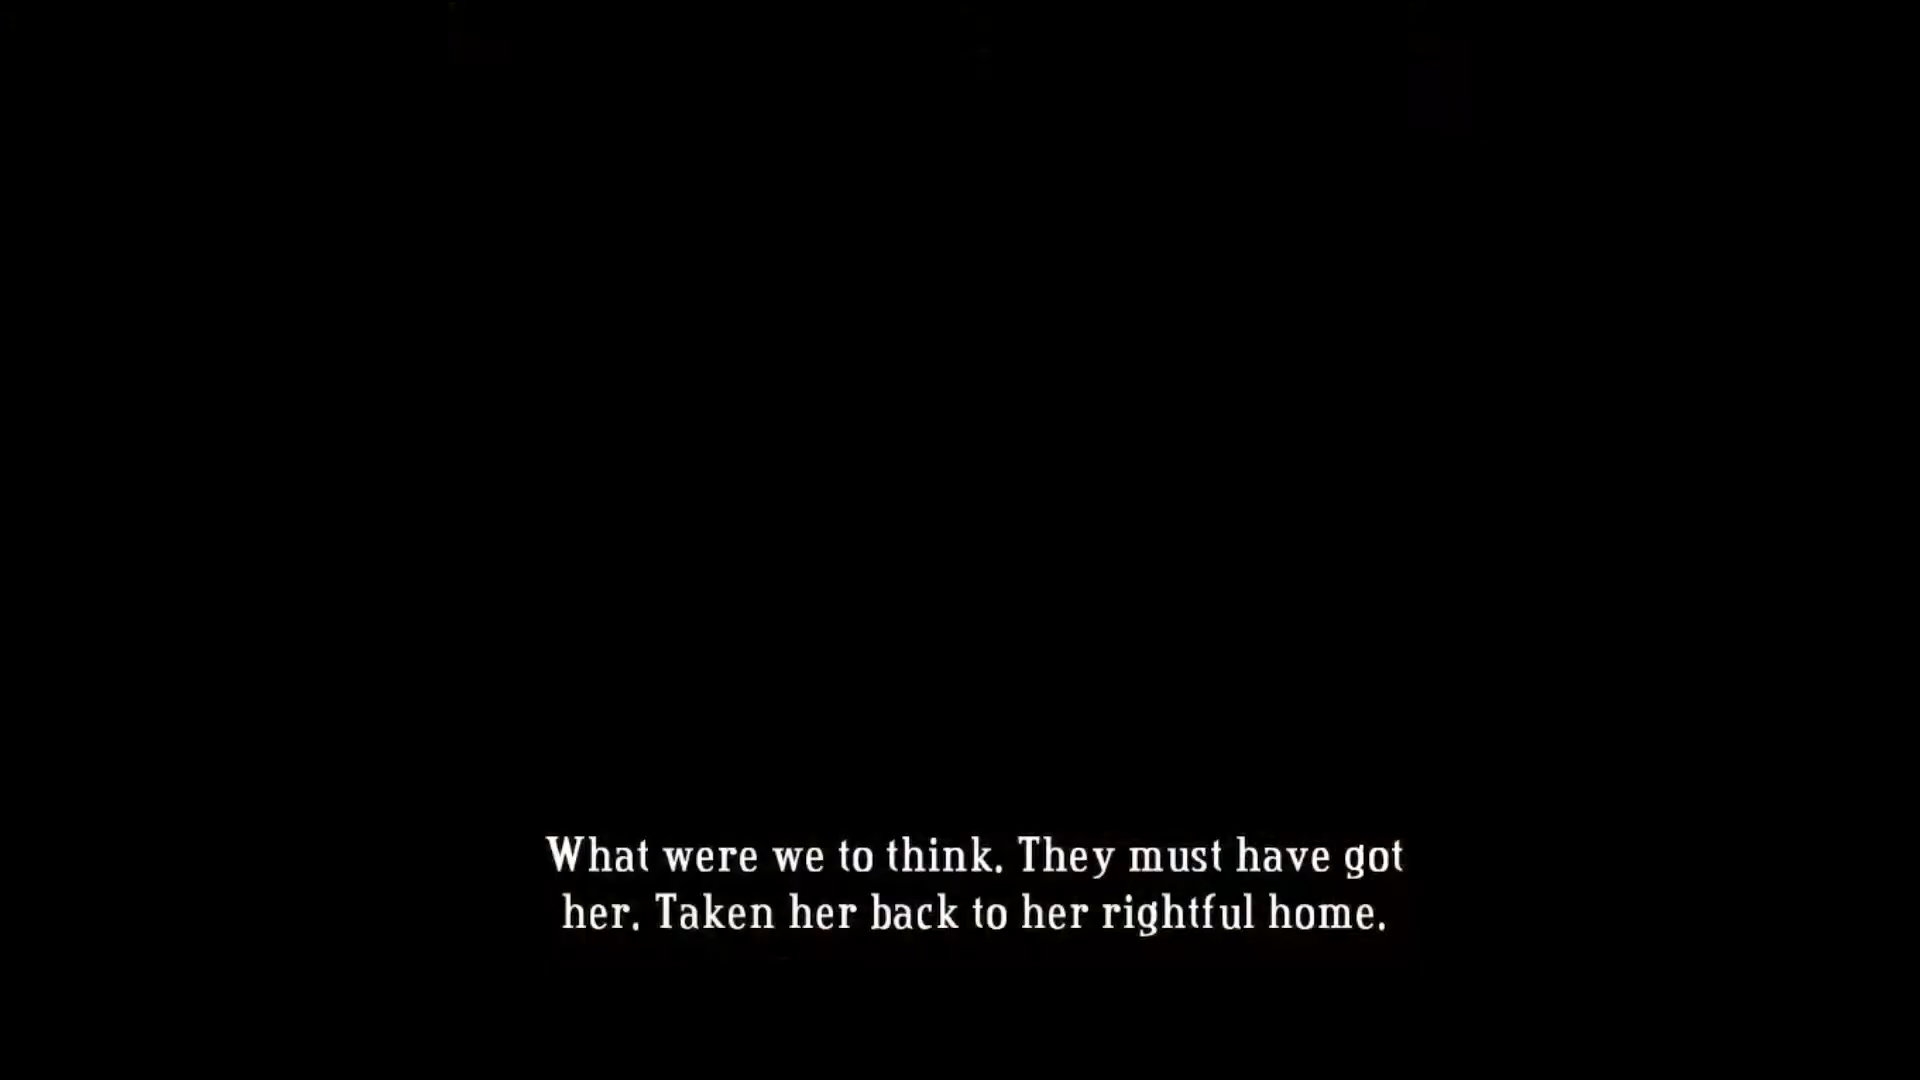 What were we to think. They must have got
her. Taken her back to her rightful home.